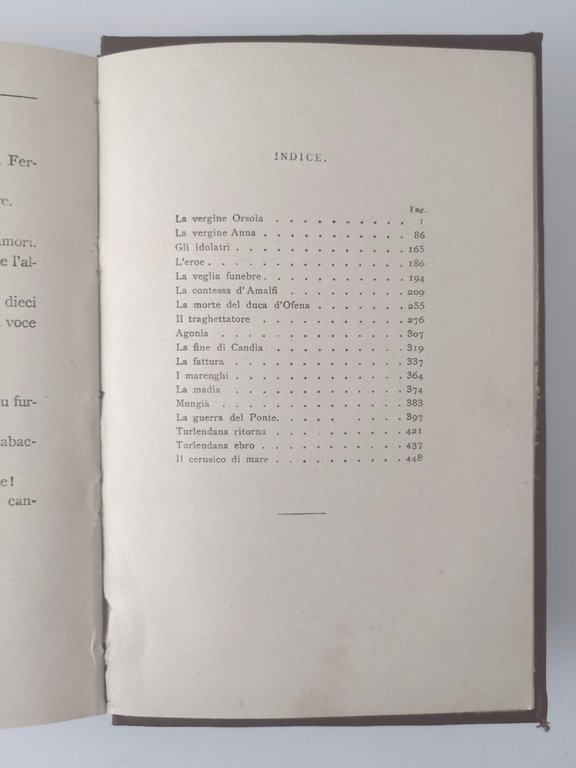 Fer-
re.
amori.
e l'al-
dieci
voce
u fur-
abac-
e!
can-
INDICE.
Pag.
La vergine Orsola . . . . . . . . . . 1
La vergine Anna . . . . . . . . . . . 86
Gli idolatri . . . . . . . . . . . . 165
L'eroe . . . . . . . . . . . . . . 186
La veglia funebre . . . . . . . . . . 194
La contessa d'Amalfi . . . . . . . . . 209
La morte del duca d'Ofena . . . . . . . 255
Il traghettatore . . . . . . . . . . . 276
Agonia . . . . . . . . . . . . . 307
La fine di Candia . . . . . . . . . . 319
La fattura . . . . . . . . . . . . 337
I marenghi . . . . . . . . . . . . 364
La madia . . . . . . . . . . . . 374
Mungià . . . . . . . . . . . . . 383
La guerra del Ponte. . . . . . . . . . 397
Turlendana ritorna . . . . . . . . . . 421
Turlendana ebro . . . . . . . . . . . 437
Il cerusico di mare . . . . . . . . . . 448